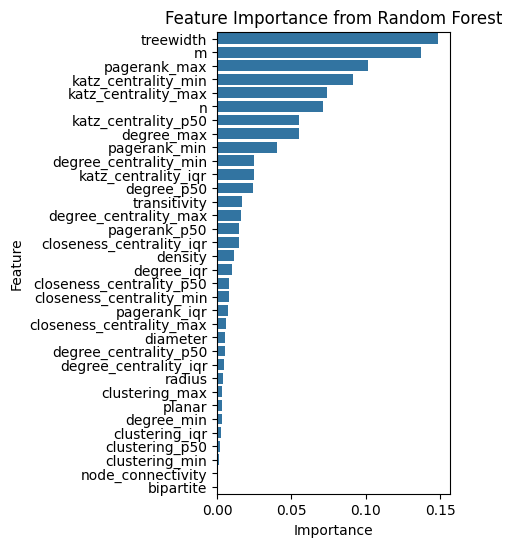 Feature Importance from Random Forest
Feature
treewidth
m
pagerank_max
katz_centrality_min
katz_centrality_max
n
katz_centrality_p50
degree_max
pagerank_min
degree_centrality_min
katz_centrality_iqr
degree_p50
transitivity
degree_centrality_max
pagerank_p50
closeness_centrality_iqr
density
degree_iqr
closeness_centrality_p50
closeness_centrality_min
pagerank_iqr
closeness_centrality_max
diameter
degree_centrality_p50
degree_centrality_iqr
radius
clustering_max
planar
degree_min
clustering_iqr
clustering_p50
clustering_min
node_connectivity
bipartite
0.00 0.05 0.10 0.15
Importance